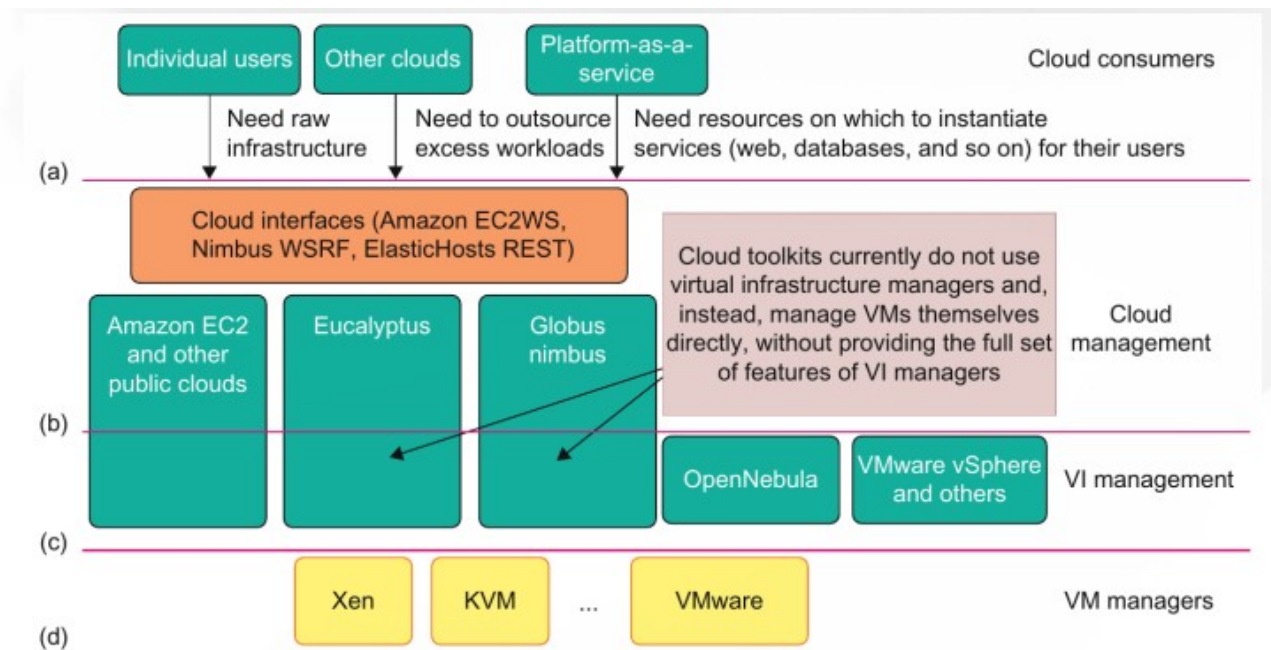 Individual users
Other clouds
Platform-as-a-
service
Cloud consumers
Need raw
infrastructure
Need to outsource
excess workloads
Need resources on which to instantiate
services (web, databases, and so on) for their users
(a)
Cloud interfaces (Amazon EC2WS,
Nimbus WSRF, ElasticHosts REST)
Cloud toolkits currently do not use
virtual infrastructure managers and,
instead, manage VMs themselves
directly, without providing the full set
of features of VI managers
Amazon EC2
and other
public clouds
Eucalyptus
Globus
nimbus
Cloud
management
(b)
OpenNebula
VMware vSphere
and others
VI management
(c)
Xen
KVM
...
VMware
VM managers
(d)